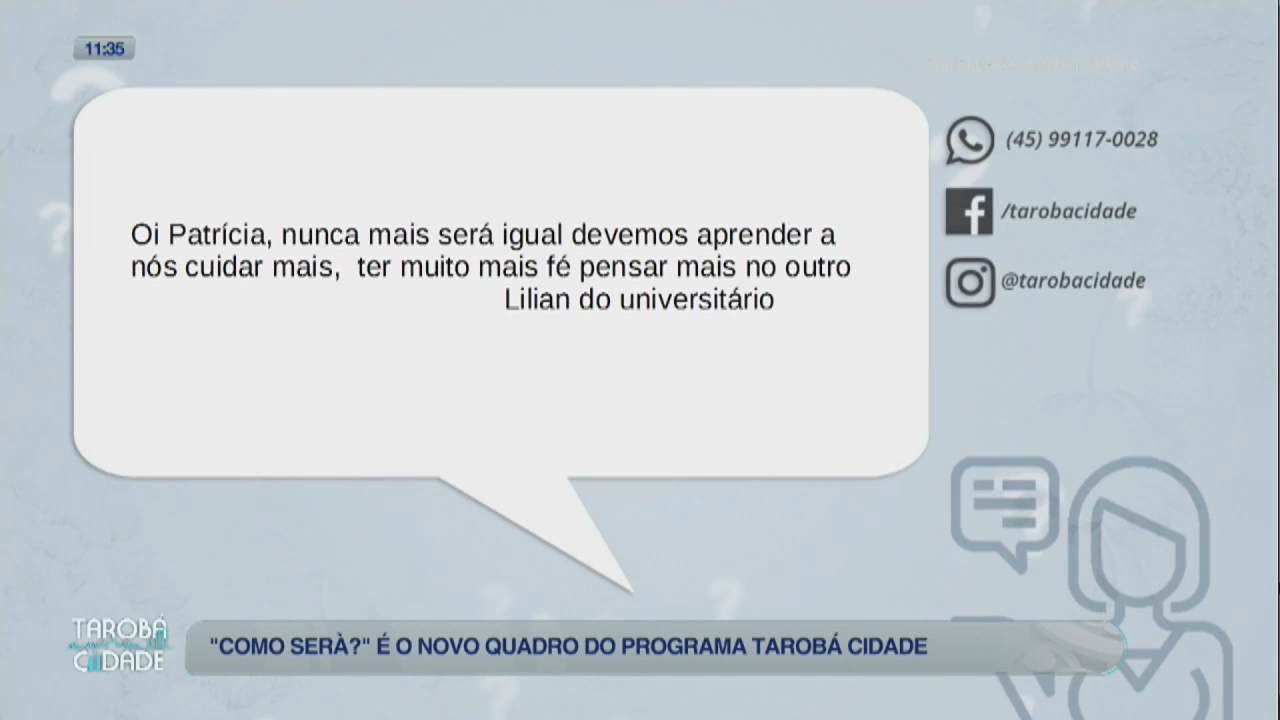 11:35
Oi Patrícia, nunca mais será igual devemos aprender a
nós cuidar mais,  ter muito mais fé pensar mais no outro
Lilian do universitário
(45) 99117-0028
/tarobacidade
@tarobacidade
TAROBÁ
CIDADE
"COMO SERÀ?" É O NOVO QUADRO DO PROGRAMA TAROBÁ CIDADE